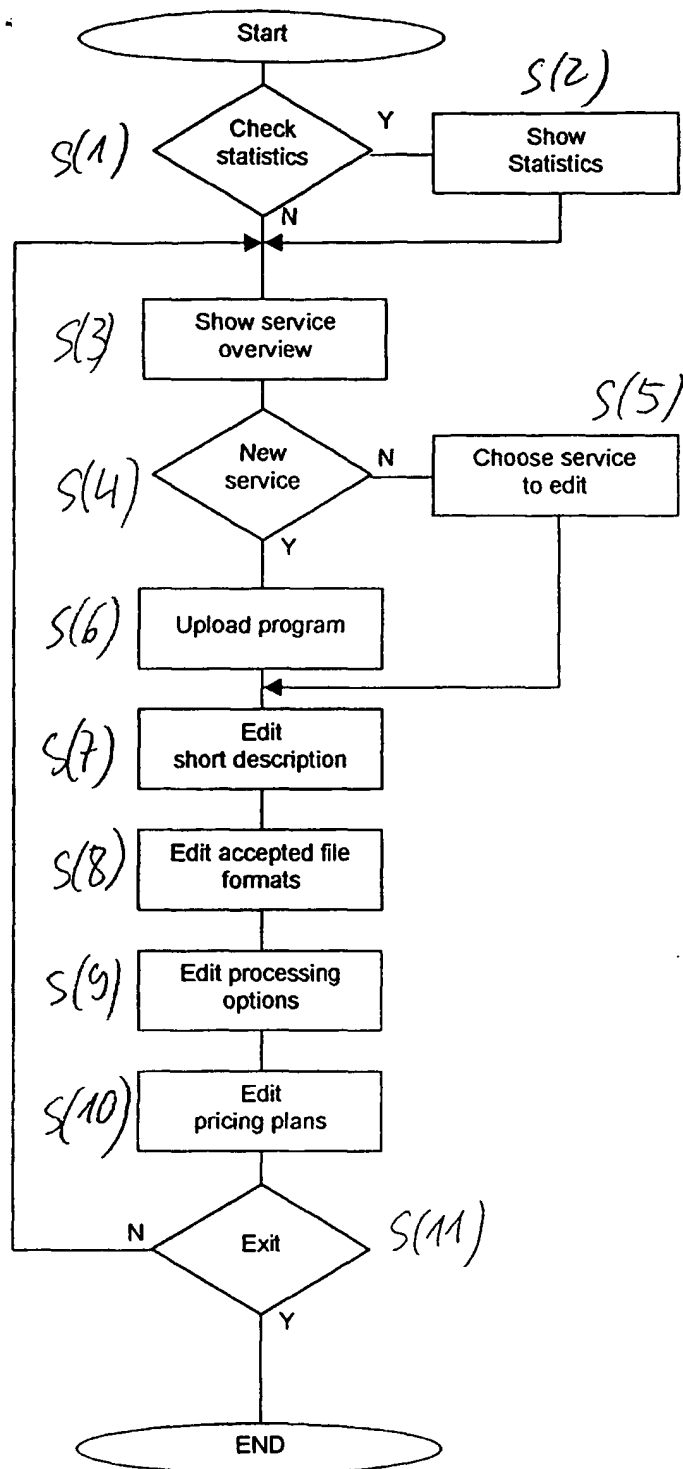 Start
S(2)
S(1)
Check
statistics
Y
Show
Statistics
N
S(3)
Show service
overview
S(5)
S(4)
New
service
N
Choose service
to edit
Y
S(6)
Upload program
S(7)
Edit
short description
S(8)
Edit accepted file
formats
S(9)
Edit processing
options
S(10)
Edit
pricing plans
N
Exit
S(11)
Y
END